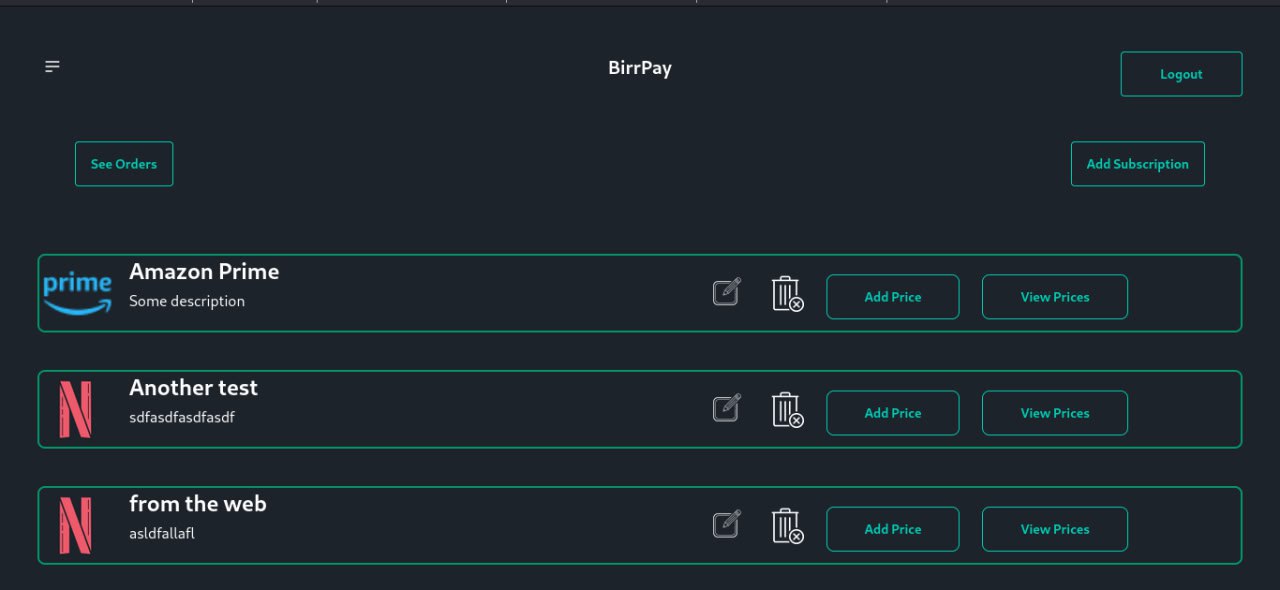 BirrPay
Logout
See Orders
Add Subscription
prime
Amazon Prime
Some description
Add Price
View Prices
N
Another test
sdfasdfasdfasdf
Add Price
View Prices
N
from the web
asldfallafl
Add Price
View Prices